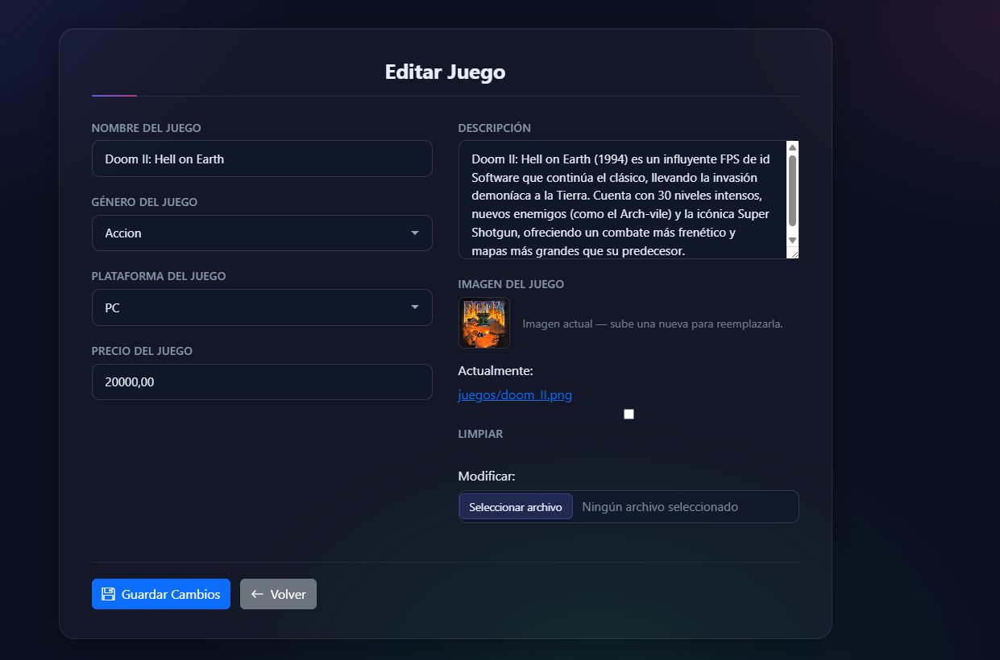 Editar Juego
NOMBRE DEL JUEGO
Doom II: Hell on Earth
GÉNERO DEL JUEGO
Accion
PLATAFORMA DEL JUEGO
PC
PRECIO DEL JUEGO
20000,00
DESCRIPCIÓN
Doom II: Hell on Earth (1994) es un influyente FPS de id
Software que continúa el clásico, llevando la invasión
demoníaca a la Tierra. Cuenta con 30 niveles intensos,
nuevos enemigos (como el Arch-vile) y la icónica Super
Shotgun, ofreciendo un combate más frenético y
mapas más grandes que su predecesor.
IMAGEN DEL JUEGO
DOOM
Imagen actual — sube una nueva para reemplazarla.
Actualmente:
juegos/doom_II.png
LIMPIAR
Modificar:
Seleccionar archivo Ningún archivo seleccionado
Guardar Cambios
← Volver